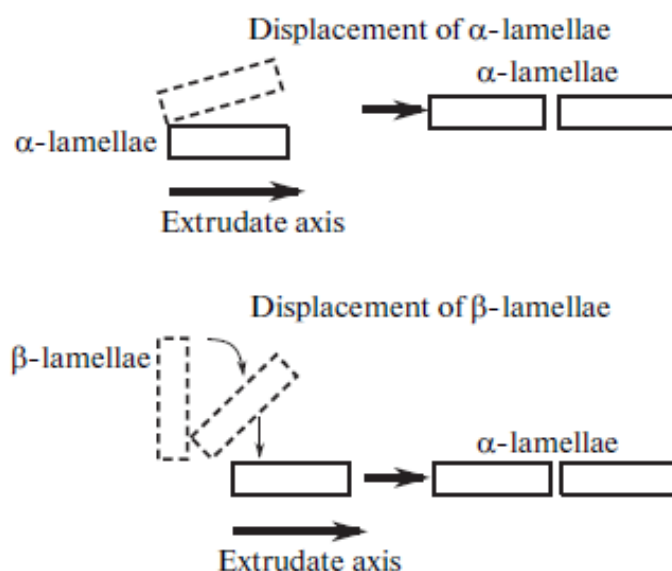 Displacement of α-lamellae
α-lamellae
α-lamellae
Extrudate axis
Displacement of β-lamellae
β-lamellae
α-lamellae
Extrudate axis